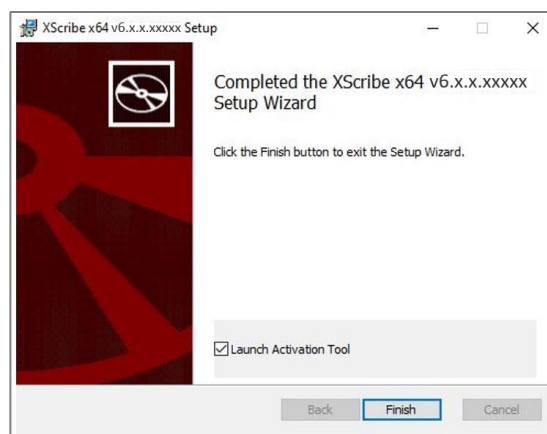 XScribe x64 v6.x.x.xxxxx Setup
Completed the XScribe x64 v6.x.x.xxxxx
Setup Wizard
Click the Finish button to exit the Setup Wizard.
Launch Activation Tool
Back Finish Cancel